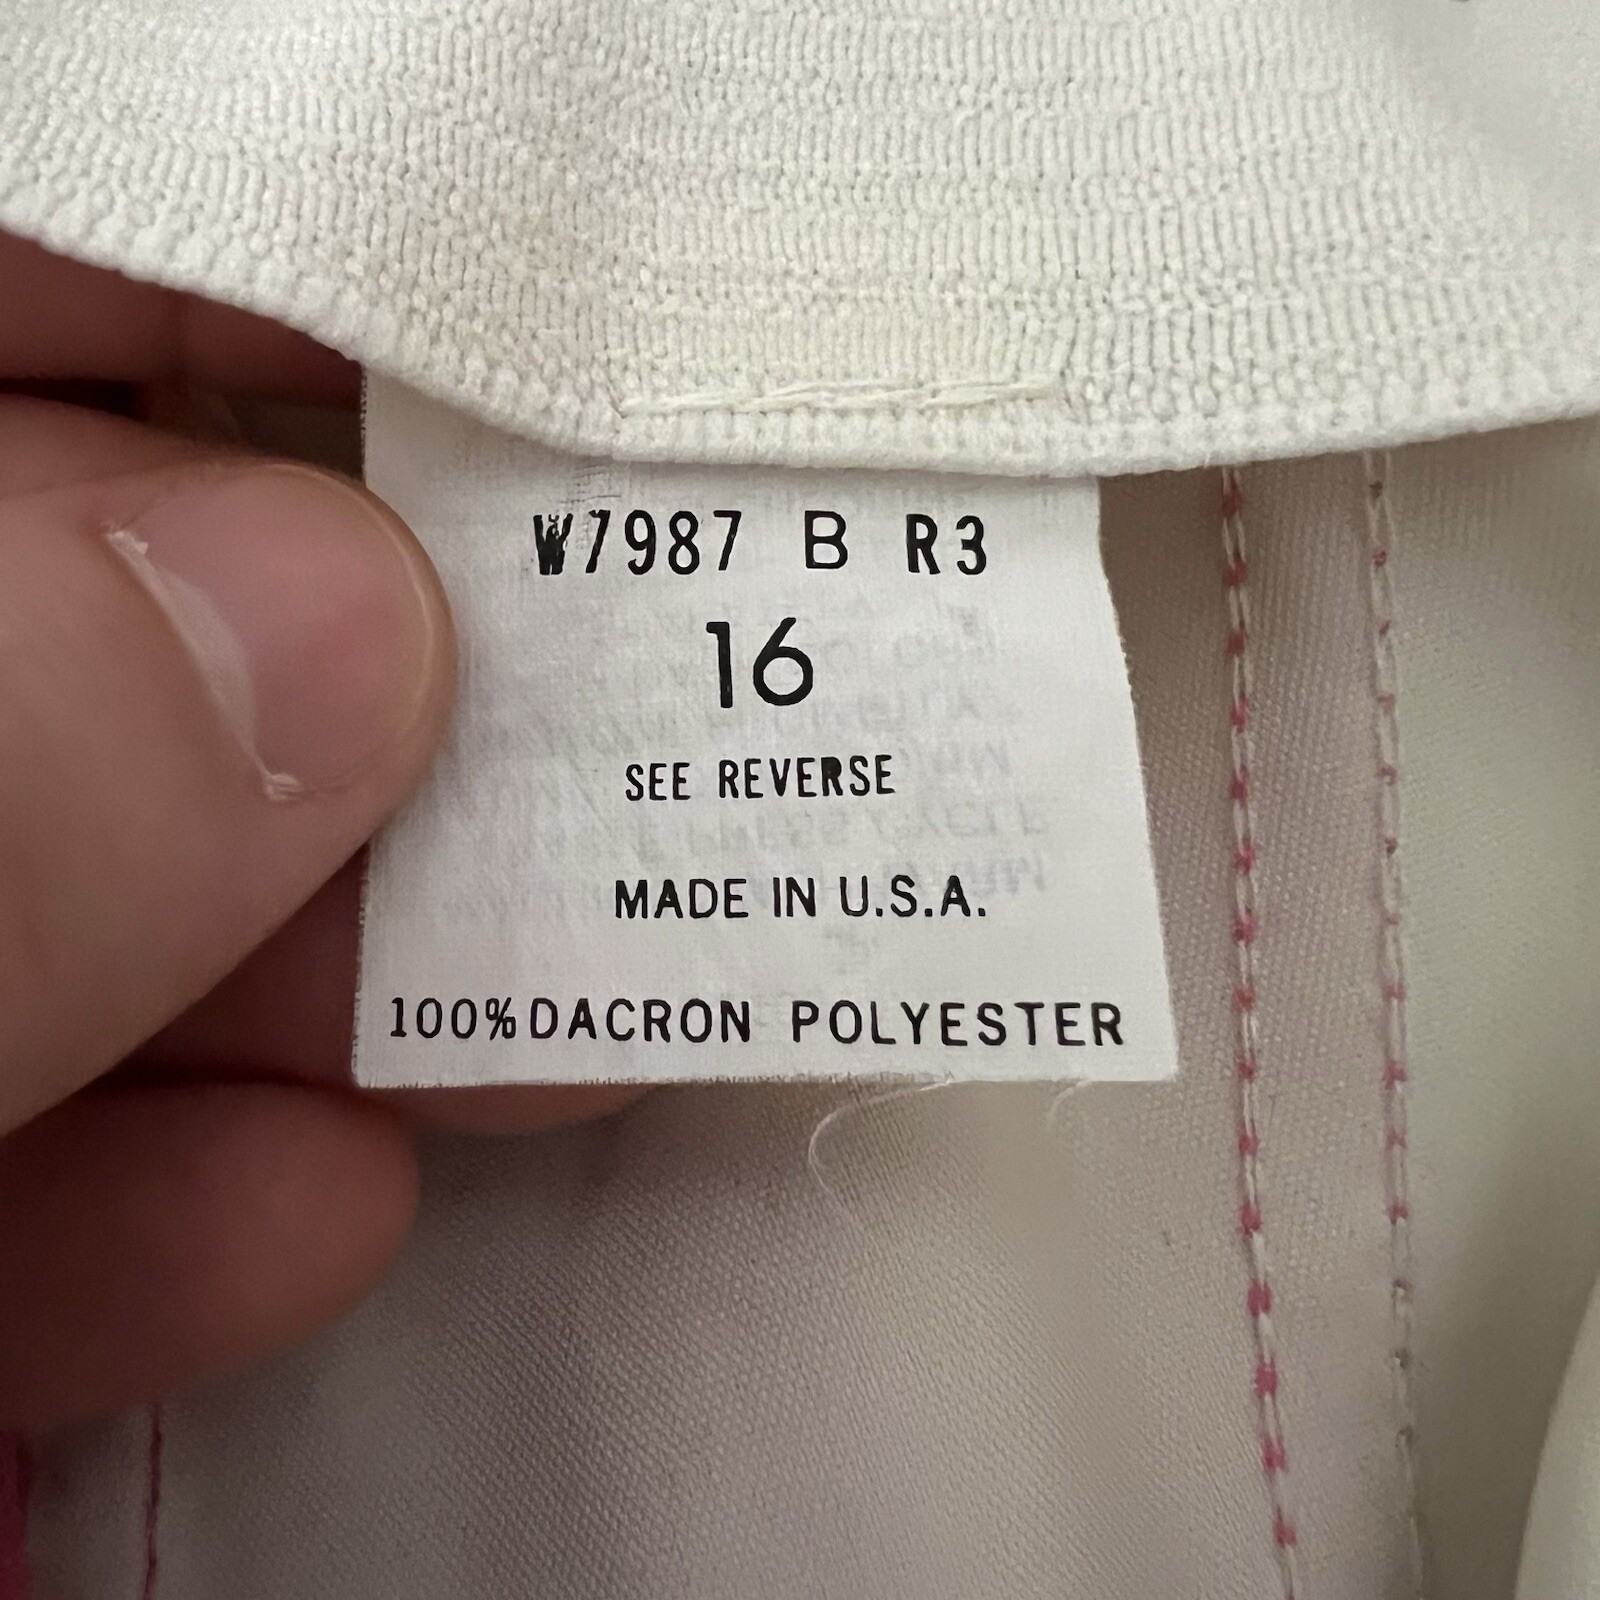 W7987 B R3
16
SEE REVERSE
MADE IN U.S.A.
100% DACRON POLYESTER